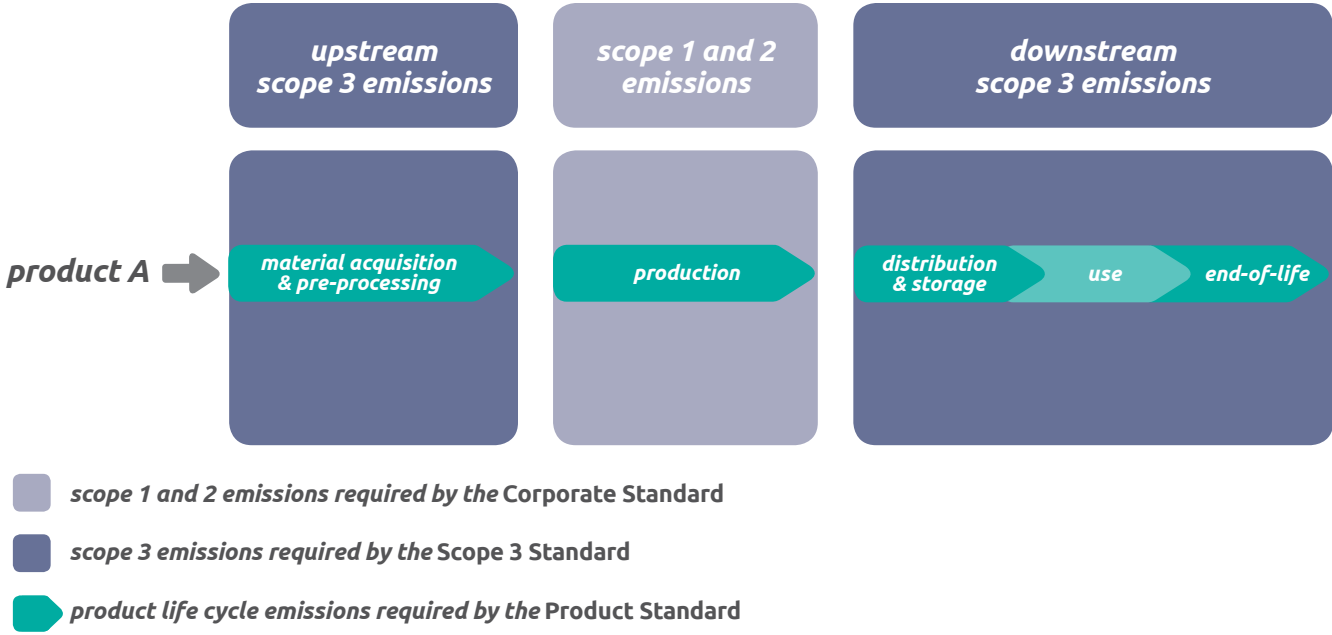 upstream
scope 3 emissions
scope 1 and 2
emissions
downstream
scope 3 emissions
product A
material acquisition
& pre-processing
production
distribution
& storage
use
end-of-life
scope 1 and 2 emissions required by the Corporate Standard
scope 3 emissions required by the Scope 3 Standard
product life cycle emissions required by the Product Standard